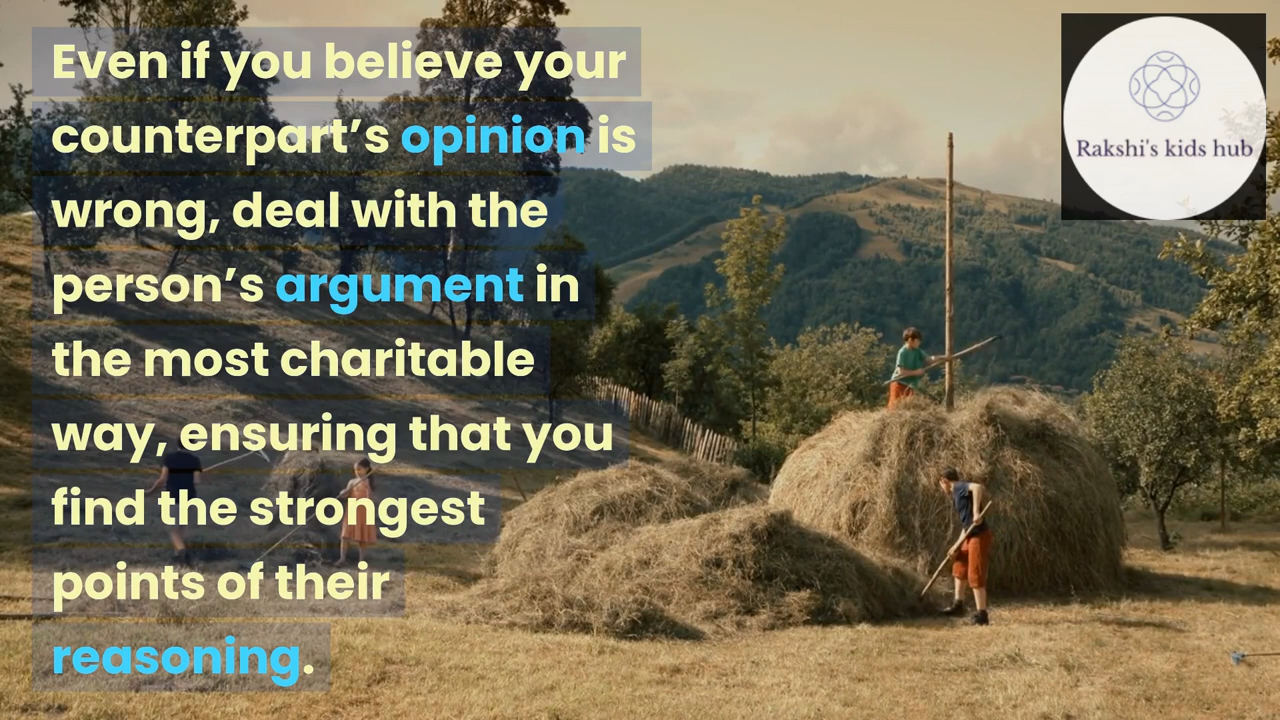 Even if you believe your
counterpart’s opinion is
wrong, deal with the
person’s argument in
the most charitable
way, ensuring that you
find the strongest
points of their
reasoning.
Rakshi's kids hub